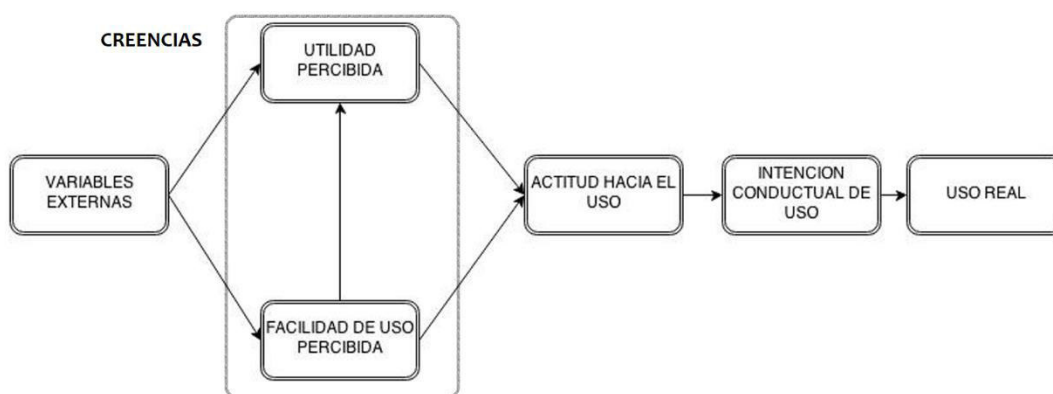 CREENCIAS
UTILIDAD
PERCIBIDA
VARIABLES
EXTERNAS
FACILIDAD DE USO
PERCIBIDA
ACTITUD HACIA EL
USO
INTENCION
CONDUCTUAL DE
USO
USO REAL